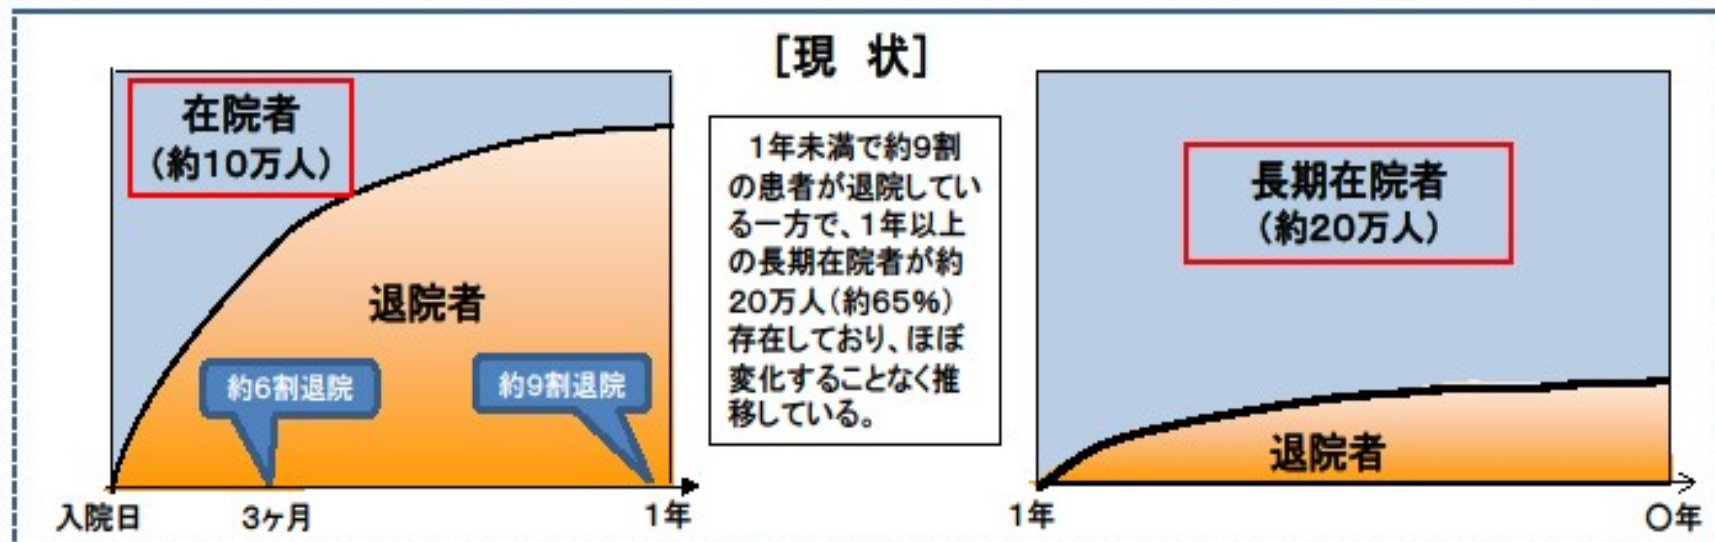 [現 状]
在院者
(約10万人)
退院者
約6割退院
約9割退院
入院日
3ヶ月
1年
1年未満で約9割
の患者が退院してい
る一方で、1年以上
の長期在院者が約
20万人(約65%)
存在しており、ほぼ
変化することなく推
移している。
長期在院者
(約20万人)
退院者
1年
〇年